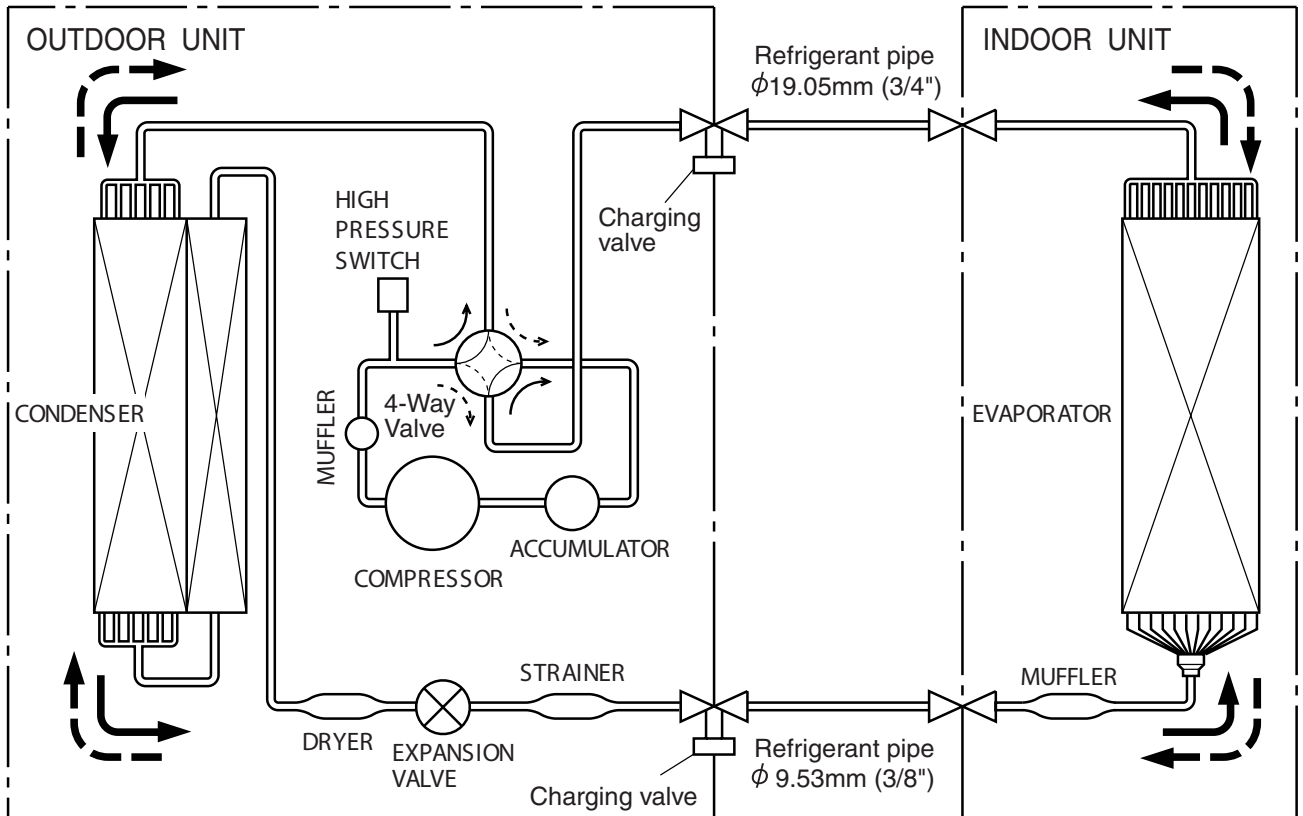 OUTDOOR UNIT
INDOOR UNIT
Refrigerant pipe
ϕ19.05mm (3/4")
Charging
valve
HIGH
PRESSURE
SWITCH
4-Way
Valve
MUFFLER
CONDENSER
EVAPORATOR
COMPRESSOR
ACCUMULATOR
DRYER
EXPANSION
VALVE
STRAINER
Charging valve
Refrigerant pipe
ϕ 9.53mm (3/8")
MUFFLER